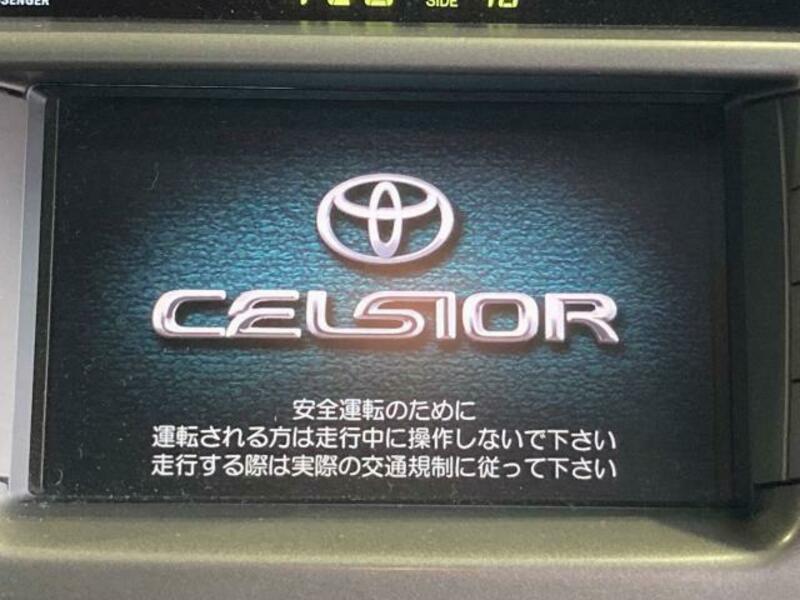 SIDE
CELSIOR
安全運転のために
運転される方は走行中に操作しないで下さい
走行する際は実際の交通規制に従って下さい